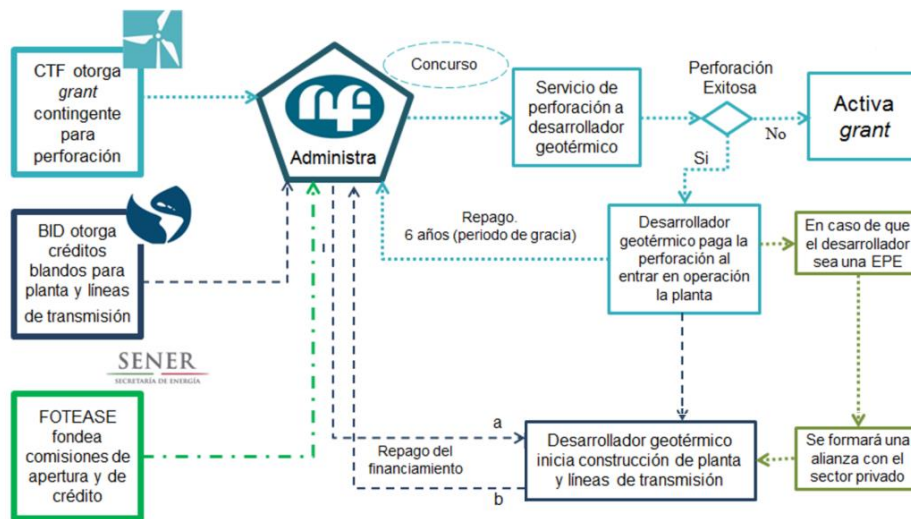 CTF otorga
grant
contingente
para
perforación
nf
Administra
Concurso
Servicio de
perforación a
desarrollador
geotérmico
Perforación
Exitosa
No
Si
Activa
grant
BID otorga
créditos
blandos para
planta y líneas
de transmisión
Repago.
6 años (periodo de gracia)
Desarrollador
geotérmico paga la
perforación al
entrar en operación
la planta
En caso de que
el desarrollador
sea una EPE
SENER
SECRETARÍA DE ENERGÍA
FOTEASE
fondea
comisiones de
apertura y de
crédito
a
Repago del
financiamiento
b
Desarrollador geotérmico
inicia construcción de planta
y líneas de transmisión
Se formará una
alianza con el
sector privado